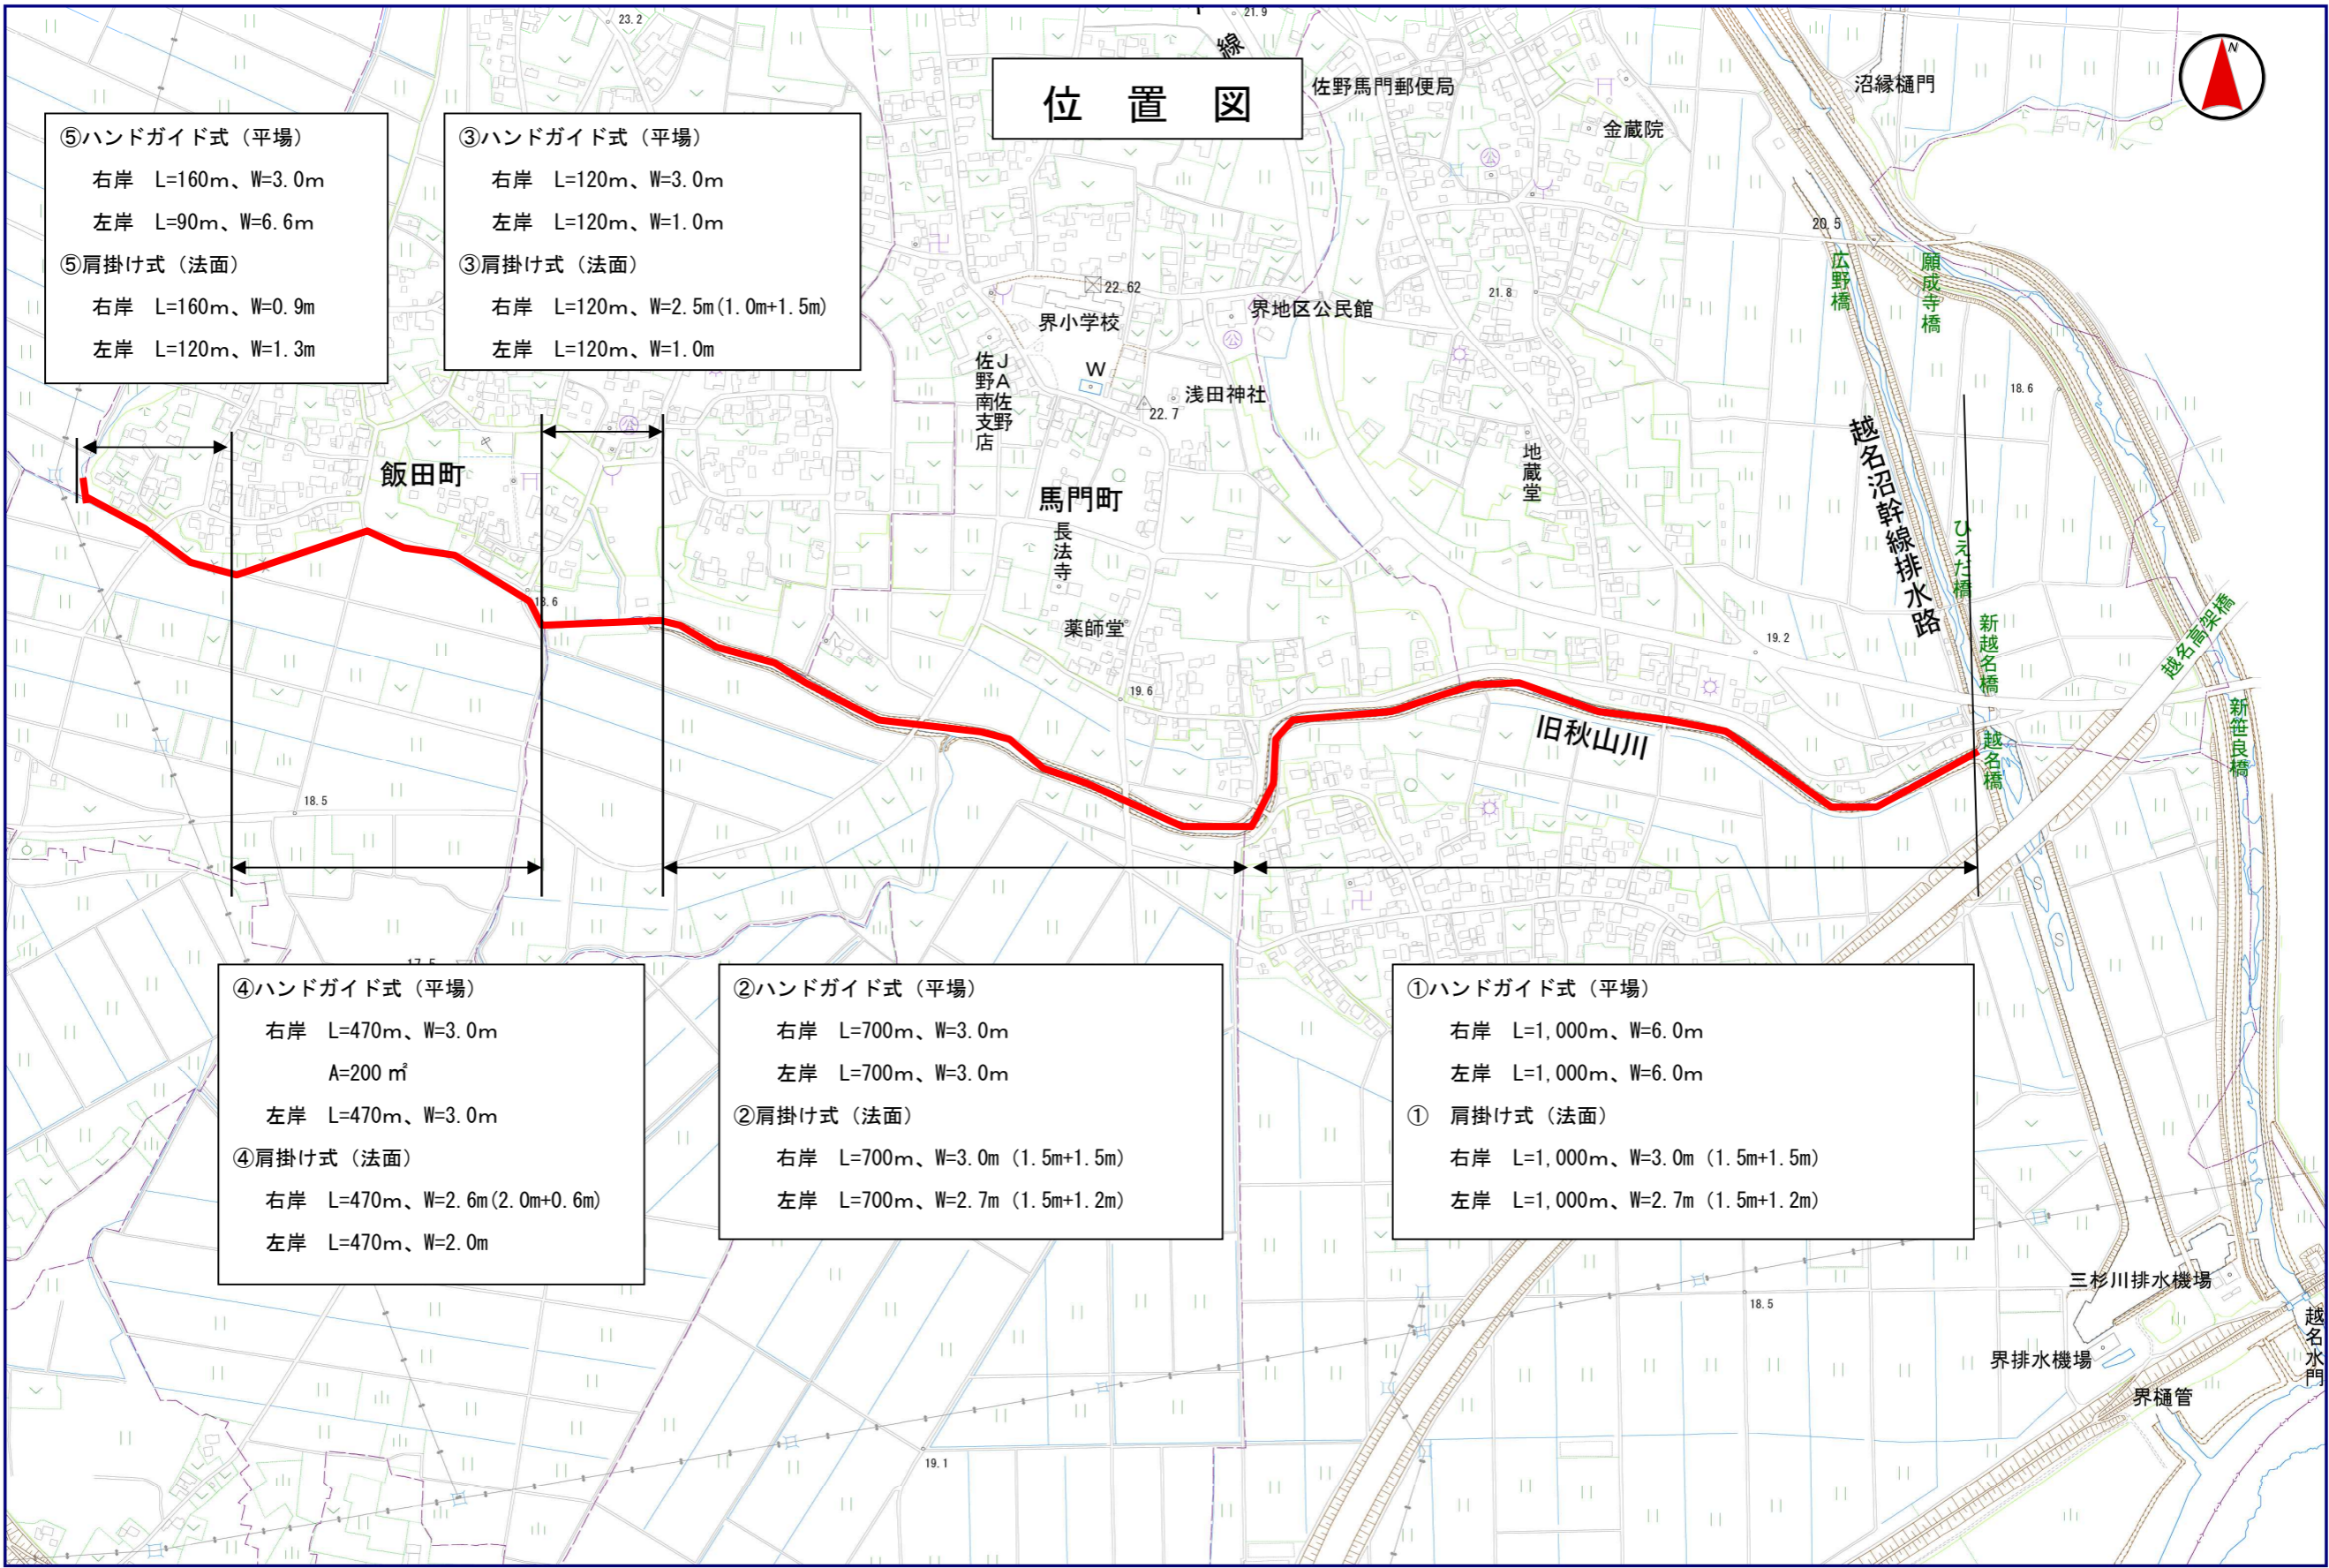 位置図
⑤ハンドガイド式（平場）
右岸　L=160ｍ、W=3.0ｍ
左岸　L=90ｍ、W=6.6ｍ
⑤肩掛け式（法面）
右岸　L=160ｍ、W=0.9m
左岸　L=120ｍ、W=1.3m
③ハンドガイド式（平場）
右岸　L=120ｍ、W=3.0ｍ
左岸　L=120ｍ、W=1.0ｍ
③肩掛け式（法面）
右岸　L=120ｍ、W=2.5m(1.0m+1.5m)
左岸　L=120ｍ、W=1.0m
23.2
21.9
線
佐野馬門郵便局
金蔵院
沼縁樋門
N
公
20.5
広野橋
願成寺橋
22.62
界小学校
界地区公民館
公
21.8
W
浅田神社
22.7
JA佐野
佐野南支店
18.6
公
飯田町
馬門町
長法寺
地蔵堂
越名沼幹線排水路
ひえだ橋
18.6
薬師堂
新越名橋
越名高架橋
19.2
19.6
旧秋山川
越名橋
新笹良橋
18.5
S
S
17.5
④ハンドガイド式（平場）
右岸　L=470ｍ、W=3.0ｍ
A=200 ㎡
左岸　L=470ｍ、W=3.0ｍ
④肩掛け式（法面）
右岸　L=470ｍ、W=2.6m(2.0m+0.6m)
左岸　L=470ｍ、W=2.0m
②ハンドガイド式（平場）
右岸　L=700ｍ、W=3.0ｍ
左岸　L=700ｍ、W=3.0ｍ
②肩掛け式（法面）
右岸　L=700ｍ、W=3.0m（1.5m+1.5m）
左岸　L=700ｍ、W=2.7m（1.5m+1.2m）
①ハンドガイド式（平場）
右岸　L=1,000ｍ、W=6.0ｍ
左岸　L=1,000ｍ、W=6.0ｍ
①　肩掛け式（法面）
右岸　L=1,000ｍ、W=3.0m（1.5m+1.5m）
左岸　L=1,000ｍ、W=2.7m（1.5m+1.2m）
三杉川排水機場
18.5
越名水門
界排水機場
界樋管
19.1